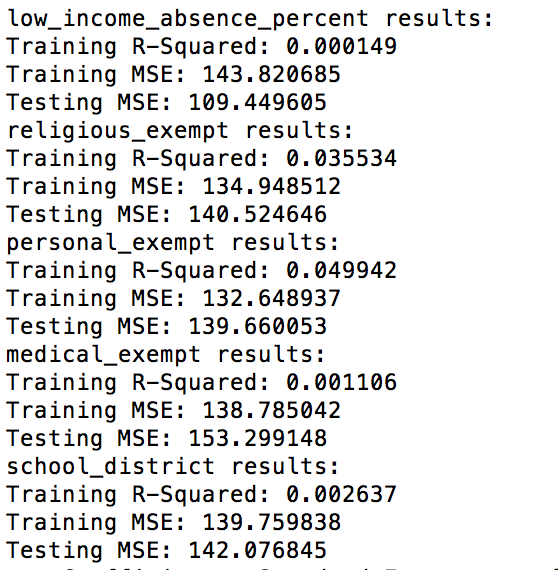 low_income_absence_percent results:
Training R-Squared: 0.000149
Training MSE: 143.820685
Testing MSE: 109.449605
religious_exempt results:
Training R-Squared: 0.035534
Training MSE: 134.948512
Testing MSE: 140.524646
personal_exempt results:
Training R-Squared: 0.049942
Training MSE: 132.648937
Testing MSE: 139.660053
medical_exempt results:
Training R-Squared: 0.001106
Training MSE: 138.785042
Testing MSE: 153.299148
school_district results:
Training R-Squared: 0.002637
Training MSE: 139.759838
Testing MSE: 142.076845